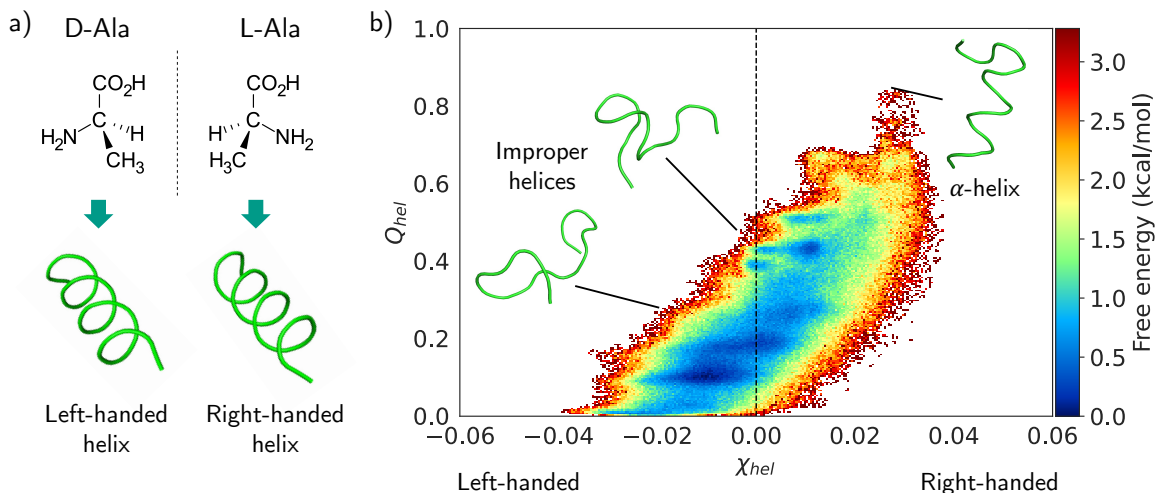 a)
D-Ala
L-Ala
CO₂H
C
H
H₂N
CH₃
CO₂H
H
C
NH₂
H₃C
Left-handed
helix
Right-handed
helix
b)
Q_hel
1.0
0.8
0.6
0.4
0.2
0.0
Improper
helices
α-helix
−0.06
−0.04
−0.02
0.00
0.02
0.04
0.06
χ_hel
Left-handed
Right-handed
3.0
2.5
2.0
1.5
1.0
0.5
0.0
Free energy (kcal/mol)